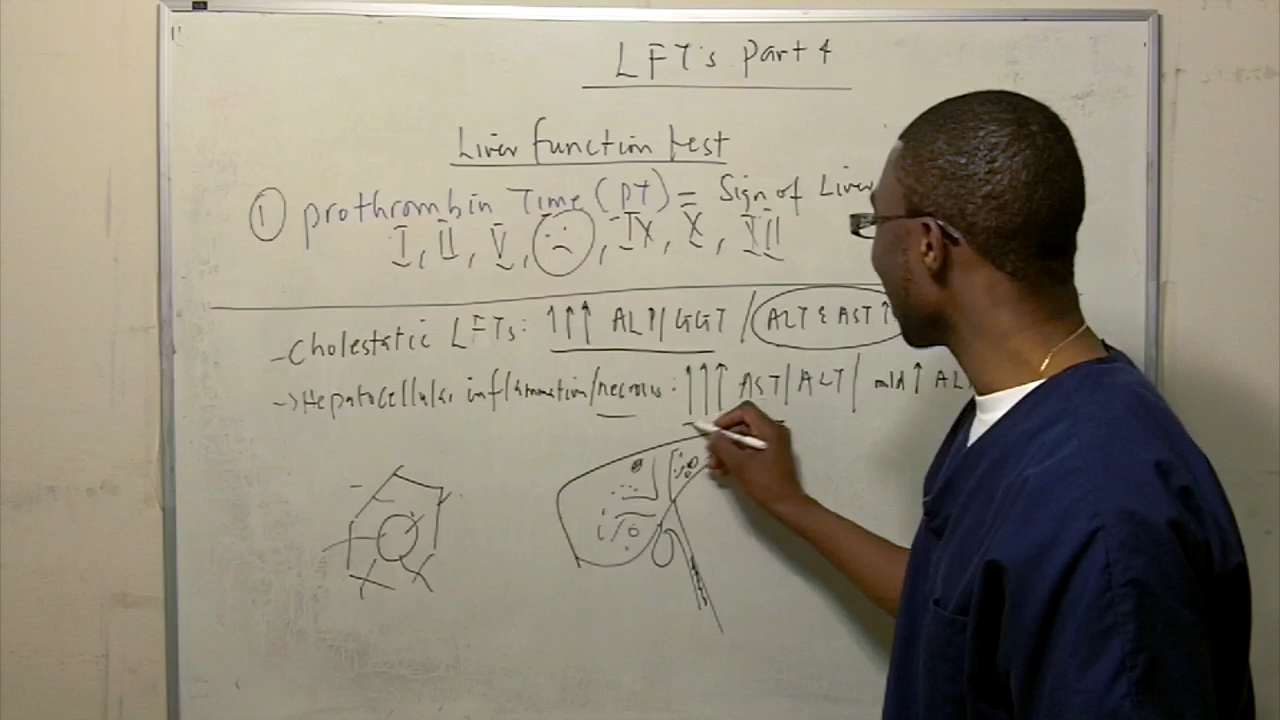 LFT's Part 4
Liver function test
① prothrombin Time (PT) = Sign of Liver
I, II, V, , IX, X, XII
- Cholestatic LFTs: ↑↑↑ ALP/GGT / ALT & AST ↑
-> Hepatocellular inflammation/necrosis: ↑↑↑ AST/ALT/ mild ↑ AL